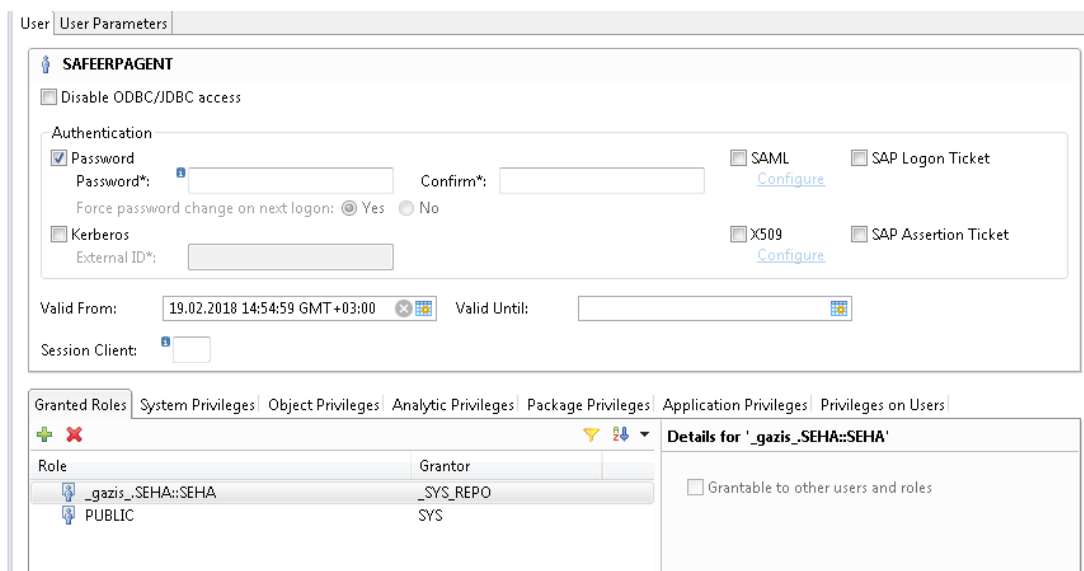 User User Parameters
SAFEERPAGENT
Disable ODBC/JDBC access
Authentication
Password SAML SAP Logon Ticket
Password*: Confirm*: Configure
Force password change on next logon: Yes No
Kerberos X509 SAP Assertion Ticket
External ID*: Configure
Valid From: 19.02.2018 14:54:59 GMT+03:00 Valid Until:
Session Client:
Granted Roles System Privileges Object Privileges Analytic Privileges Package Privileges Application Privileges Privileges on Users
Details for '_gazis_.SEHA::SEHA'
Role Grantor
_gazis_.SEHA::SEHA _SYS_REPO Grantable to other users and roles
PUBLIC SYS